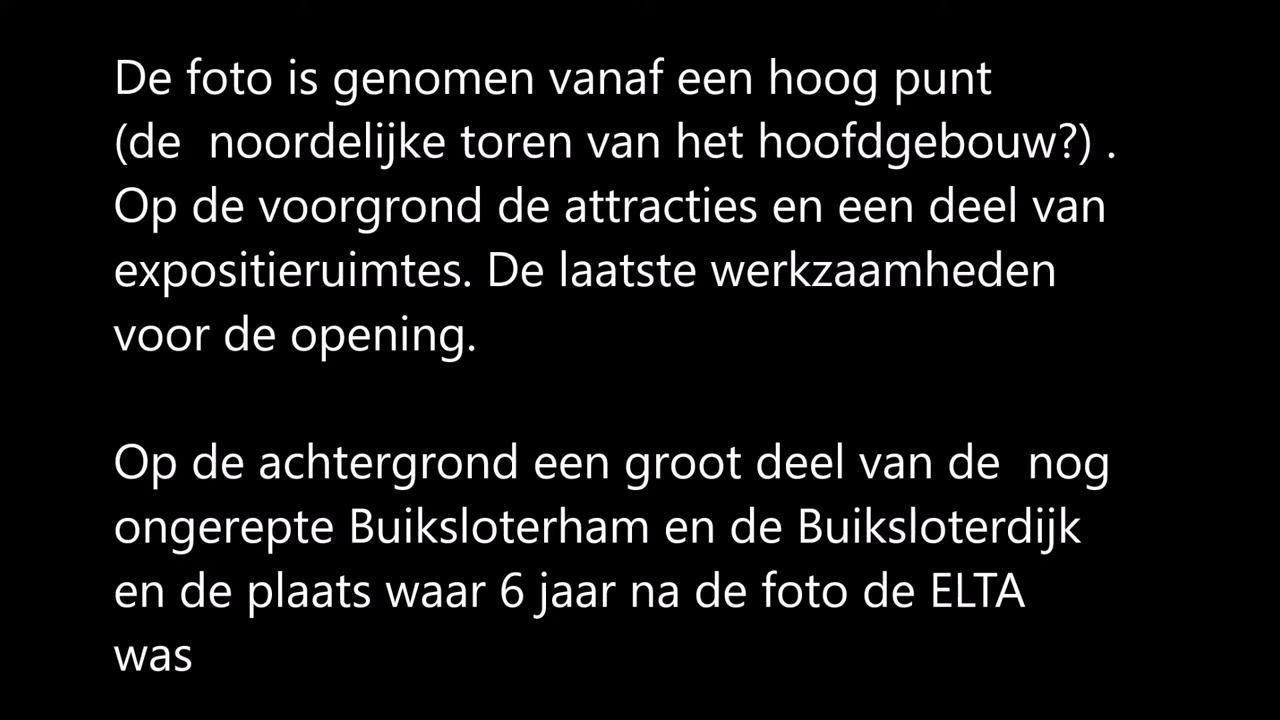 De foto is genomen vanaf een hoog punt
(de  noordelijke toren van het hoofdgebouw?) .
Op de voorgrond de attracties en een deel van
expositieruimtes. De laatste werkzaamheden
voor de opening.
Op de achtergrond een groot deel van de  nog
ongerepte Buiksloterham en de Buiksloterdijk
en de plaats waar 6 jaar na de foto de ELTA
was